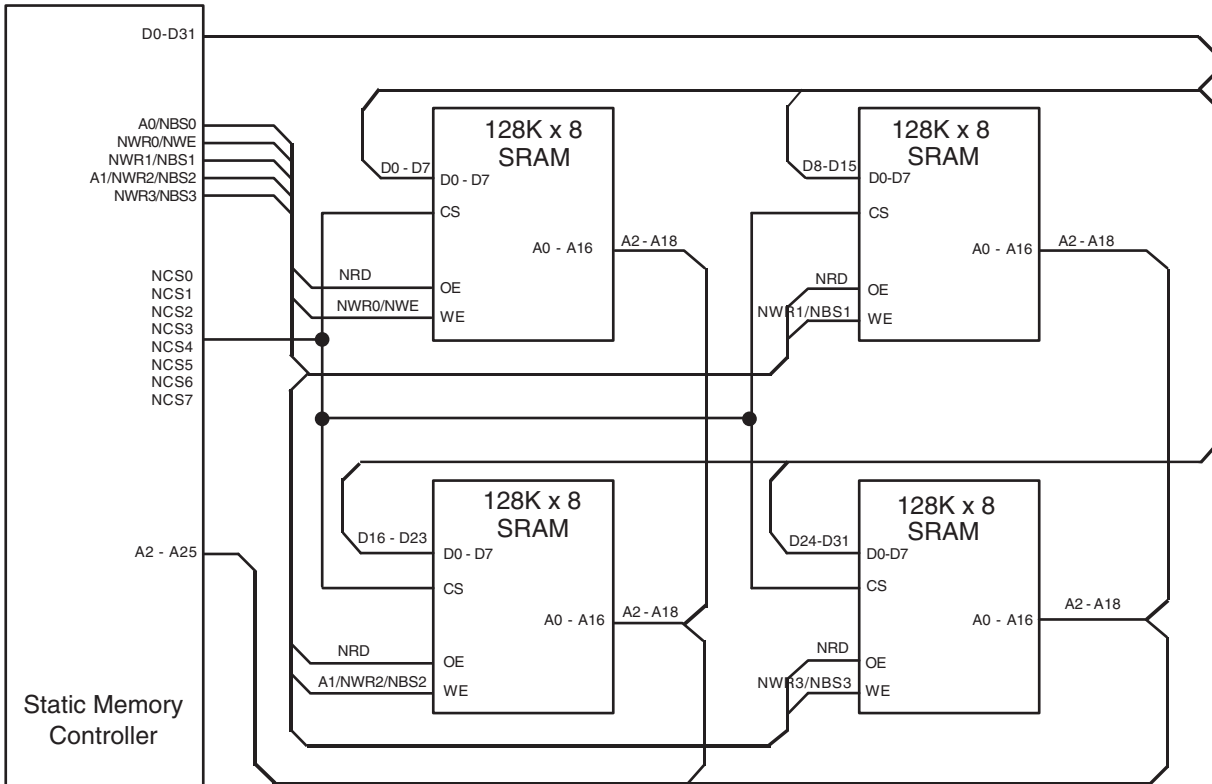 D0-D31
A0/NBS0
NWR0/NWE
NWR1/NBS1
A1/NWR2/NBS2
NWR3/NBS3
NCS0
NCS1
NCS2
NCS3
NCS4
NCS5
NCS6
NCS7
A2 - A25
Static Memory
Controller
128K x 8
SRAM
D0 - D7
D0 - D7
CS
A0 - A16
A2 - A18
NRD
OE
NWR0/NWE
WE
128K x 8
SRAM
D8-D15
D0-D7
CS
A0 - A16
A2 - A18
NRD
OE
NWR1/NBS1
WE
128K x 8
SRAM
D16 - D23
D0 - D7
CS
A0 - A16
A2 - A18
NRD
OE
A1/NWR2/NBS2
WE
128K x 8
SRAM
D24-D31
D0-D7
CS
A0 - A16
A2 - A18
NRD
OE
NWR3/NBS3
WE